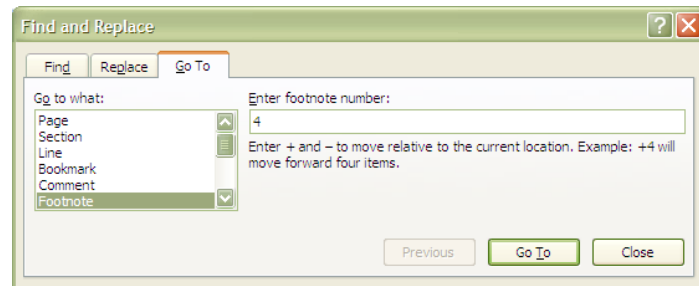 Find and Replace
Find Replace Go To
Go to what:
Page
Section
Line
Bookmark
Comment
Footnote
Enter footnote number:
4
Enter + and – to move relative to the current location. Example: +4 will
move forward four items.
Previous Go To Close